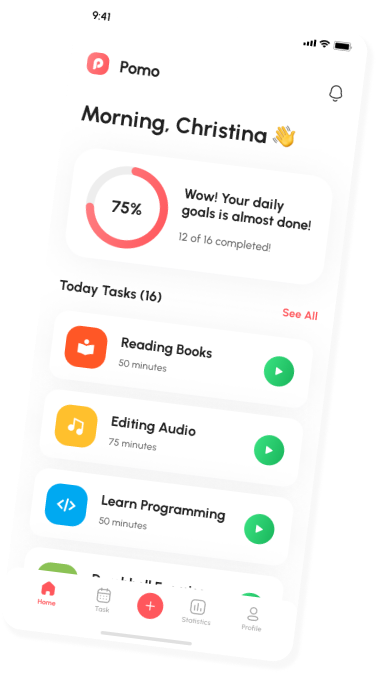 9:41
Pomo
Morning, Christina 👋
75%
Wow! Your daily
goals is almost done!
12 of 16 completed!
Today Tasks (16)
See All
Reading Books
50 minutes
Editing Audio
75 minutes
Learn Programming
50 minutes
Home
Task
Statistics
Profile